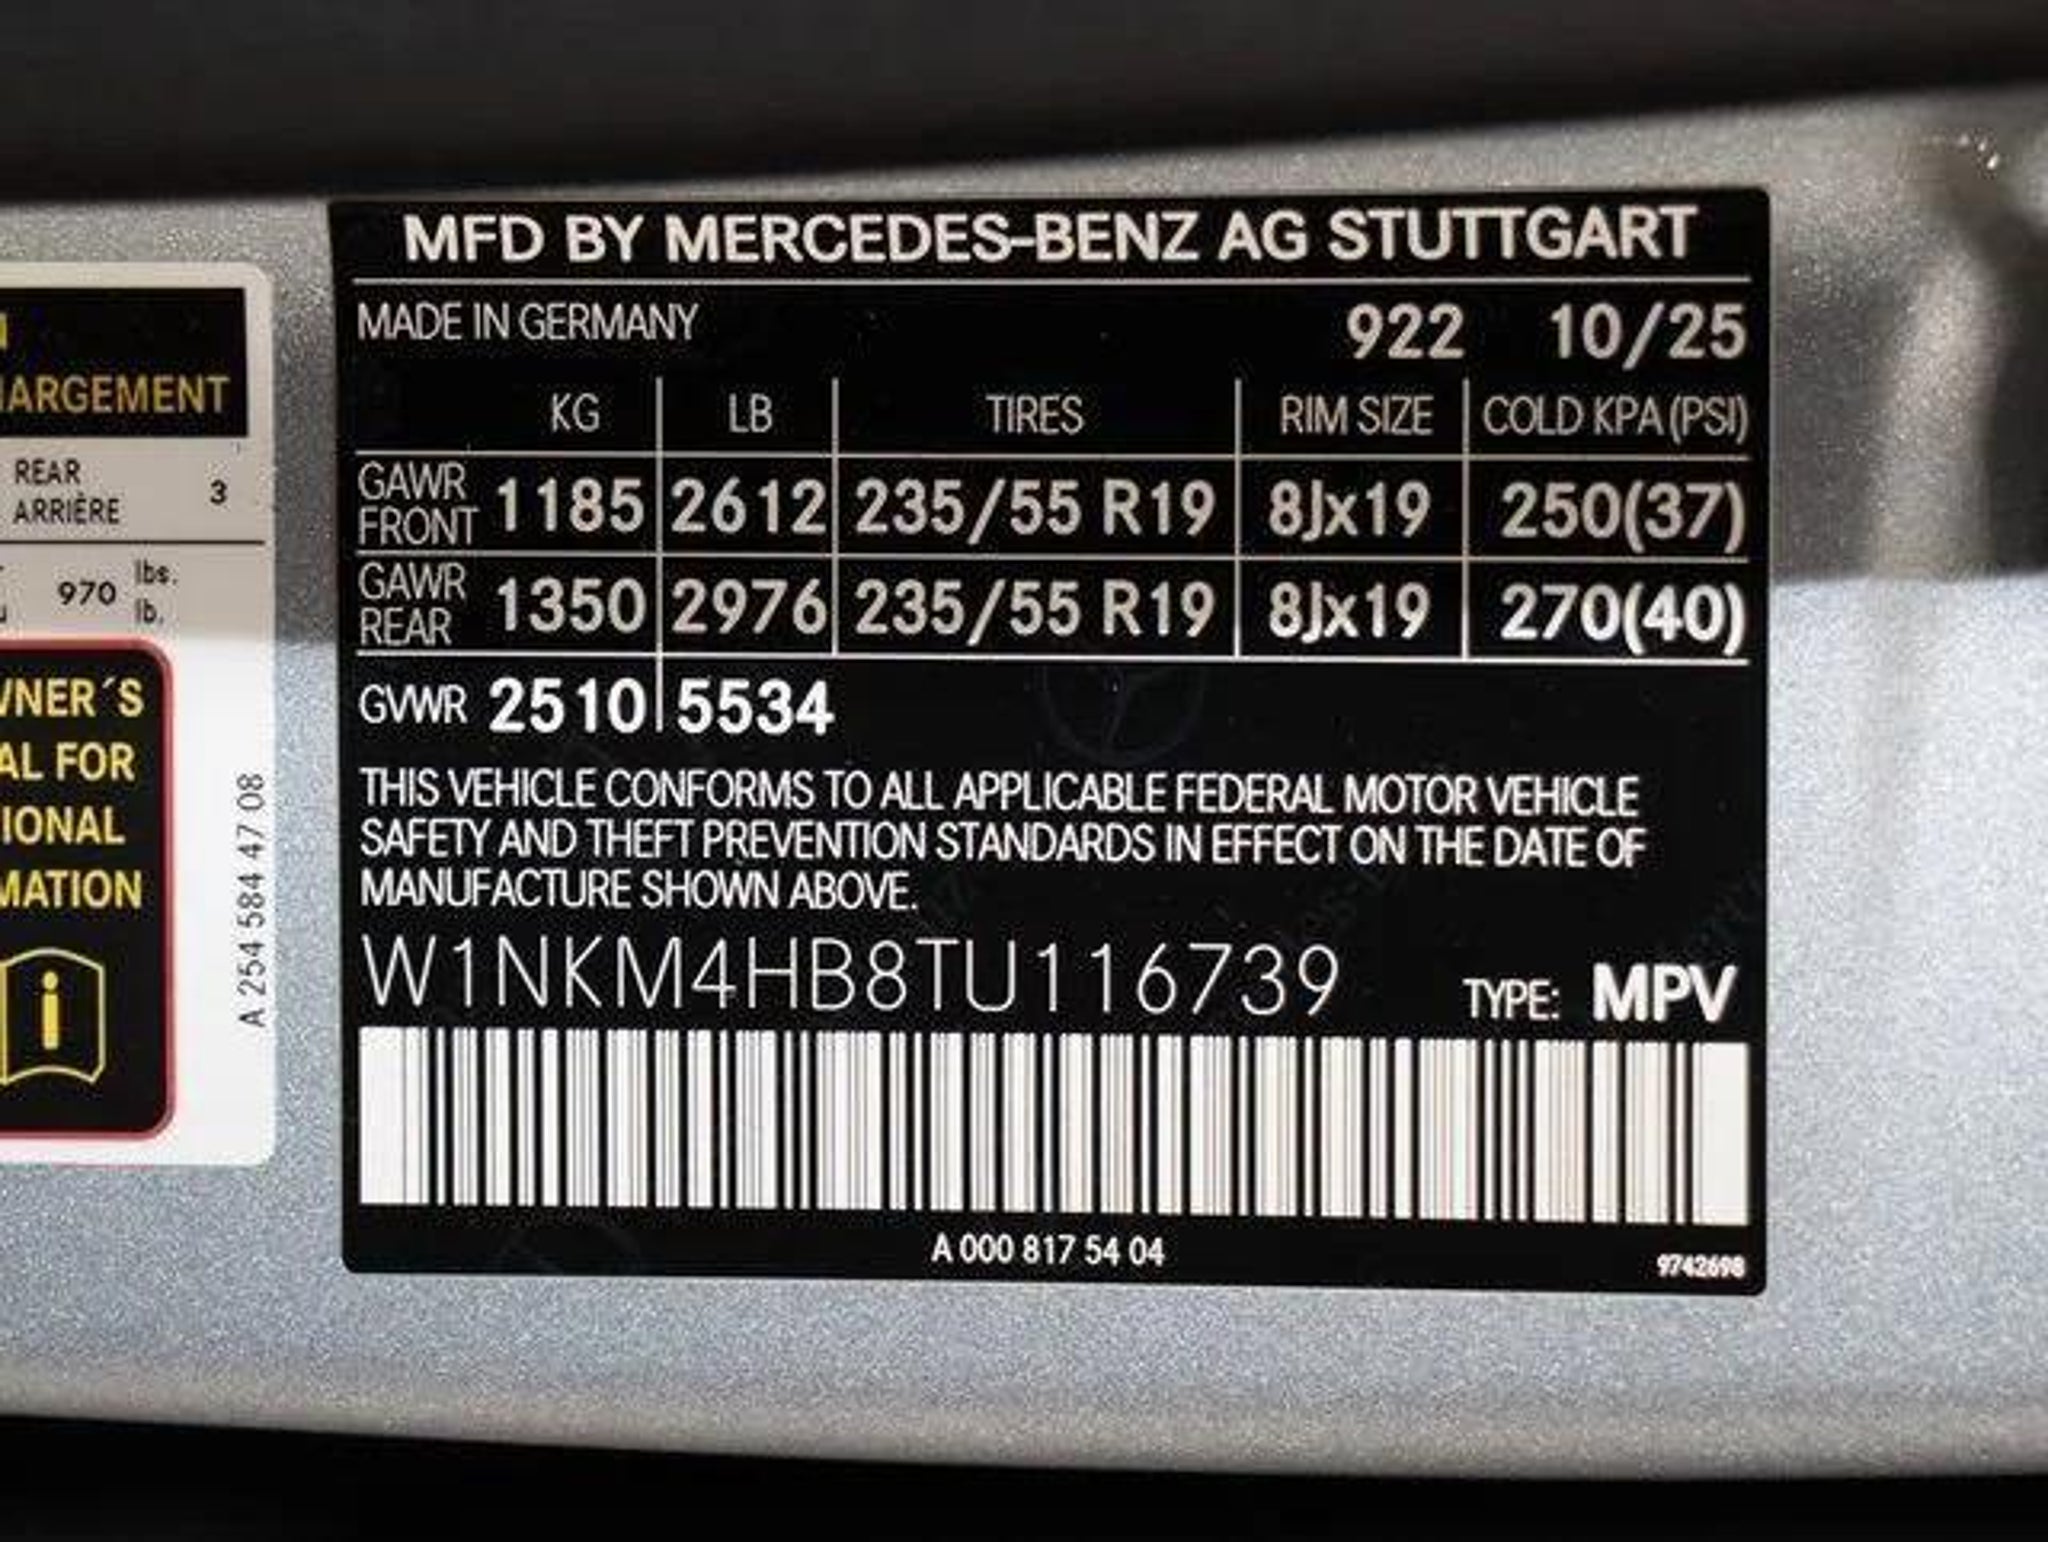 MFD BY MERCEDES-BENZ AG STUTTGART
MADE IN GERMANY 922 10/25
KG LB TIRES RIM SIZE COLD KPA (PSI)
GAWR FRONT 1185 2612 235/55 R19 8Jx19 250(37)
GAWR REAR 1350 2976 235/55 R19 8Jx19 270(40)
GVWR 2510 5534
THIS VEHICLE CONFORMS TO ALL APPLICABLE FEDERAL MOTOR VEHICLE
SAFETY AND THEFT PREVENTION STANDARDS IN EFFECT ON THE DATE OF
MANUFACTURE SHOWN ABOVE.
W1NKM4HB8TU116739 TYPE: MPV
A 000 817 54 04
9742698
HARGEMENT
REAR
ARRIÈRE 3
970 lbs.
lb.
WNER´S
AL FOR
IONAL
MATION
i
A 254 584 47 08